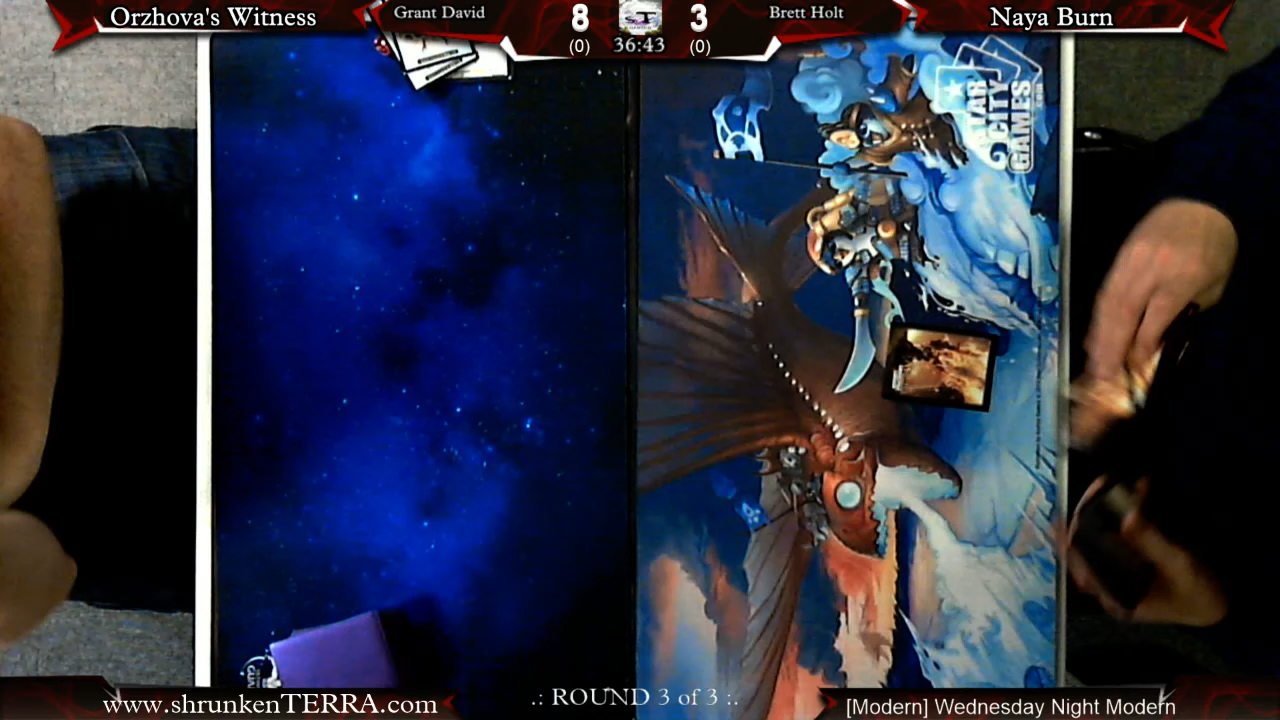 Orzhova's Witness
Grant David
8
(0)
sT
36:43
3
(0)
Brett Holt
Naya Burn
STAR
CITY
GAMES
www.shrunkenTERRA.com
.: ROUND 3 of 3 :.
[Modern] Wednesday Night Modern